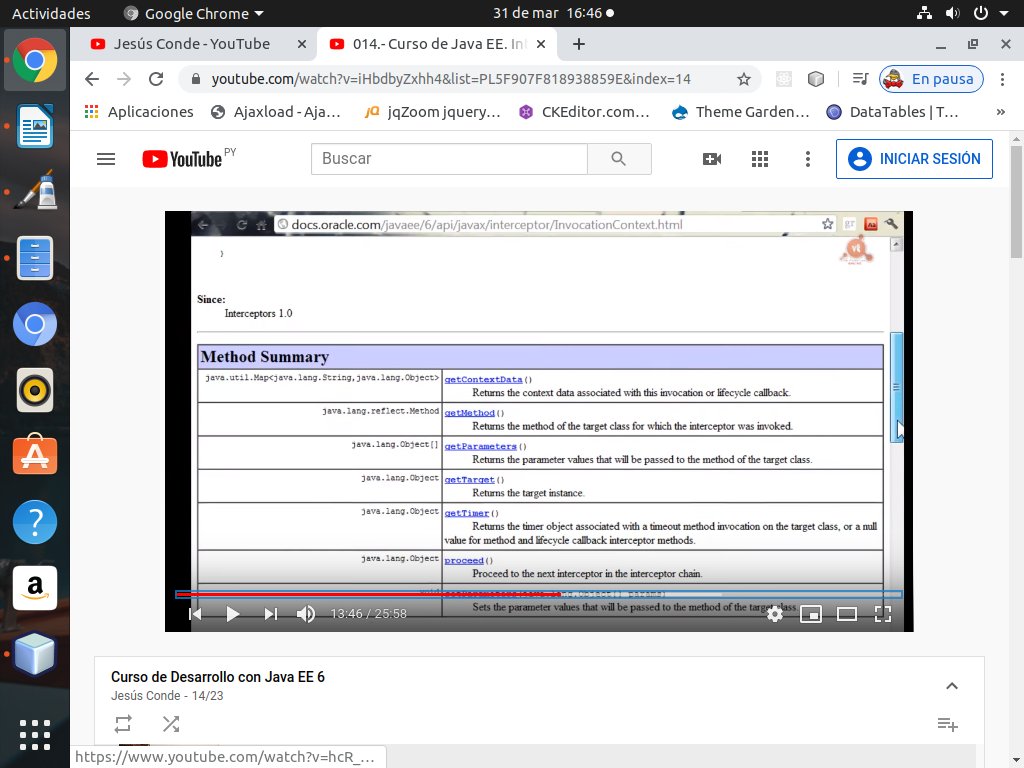 Actividades
Google Chrome
31 de mar 16:46
Jesús Conde - YouTube
014.- Curso de Java EE. Int
youtube.com/watch?v=iHbdbyZxhh4&list=PL5F907F818938859E&index=14
En pausa
Aplicaciones
Ajaxload - Aja…
jqZoom jquery…
CKEditor.com…
Theme Garden…
DataTables | T…
»
YouTube PY
Buscar
INICIAR SESIÓN
docs.oracle.com/javaee/6/api/javax/interceptor/InvocationContext.html
}
Since:
Interceptors 1.0
Method Summary
java.util.Map<java.lang.String,java.lang.Object> getContextData()
Returns the context data associated with this invocation or lifecycle callback.
java.lang.reflect.Method getMethod()
Returns the method of the target class for which the interceptor was invoked.
java.lang.Object[] getParameters()
Returns the parameter values that will be passed to the method of the target class.
java.lang.Object getTarget()
Returns the target instance.
java.lang.Object getTimer()
Returns the timer object associated with a timeout method invocation on the target class, or a null
value for method and lifecycle callback interceptor methods.
java.lang.Object proceed()
Proceed to the next interceptor in the interceptor chain.
void setParameters(java.lang.Object[] params)
Sets the parameter values that will be passed to the method of the target class.
13:46 / 25:58
Curso de Desarrollo con Java EE 6
Jesús Conde - 14/23
https://www.youtube.com/watch?v=hcR_…